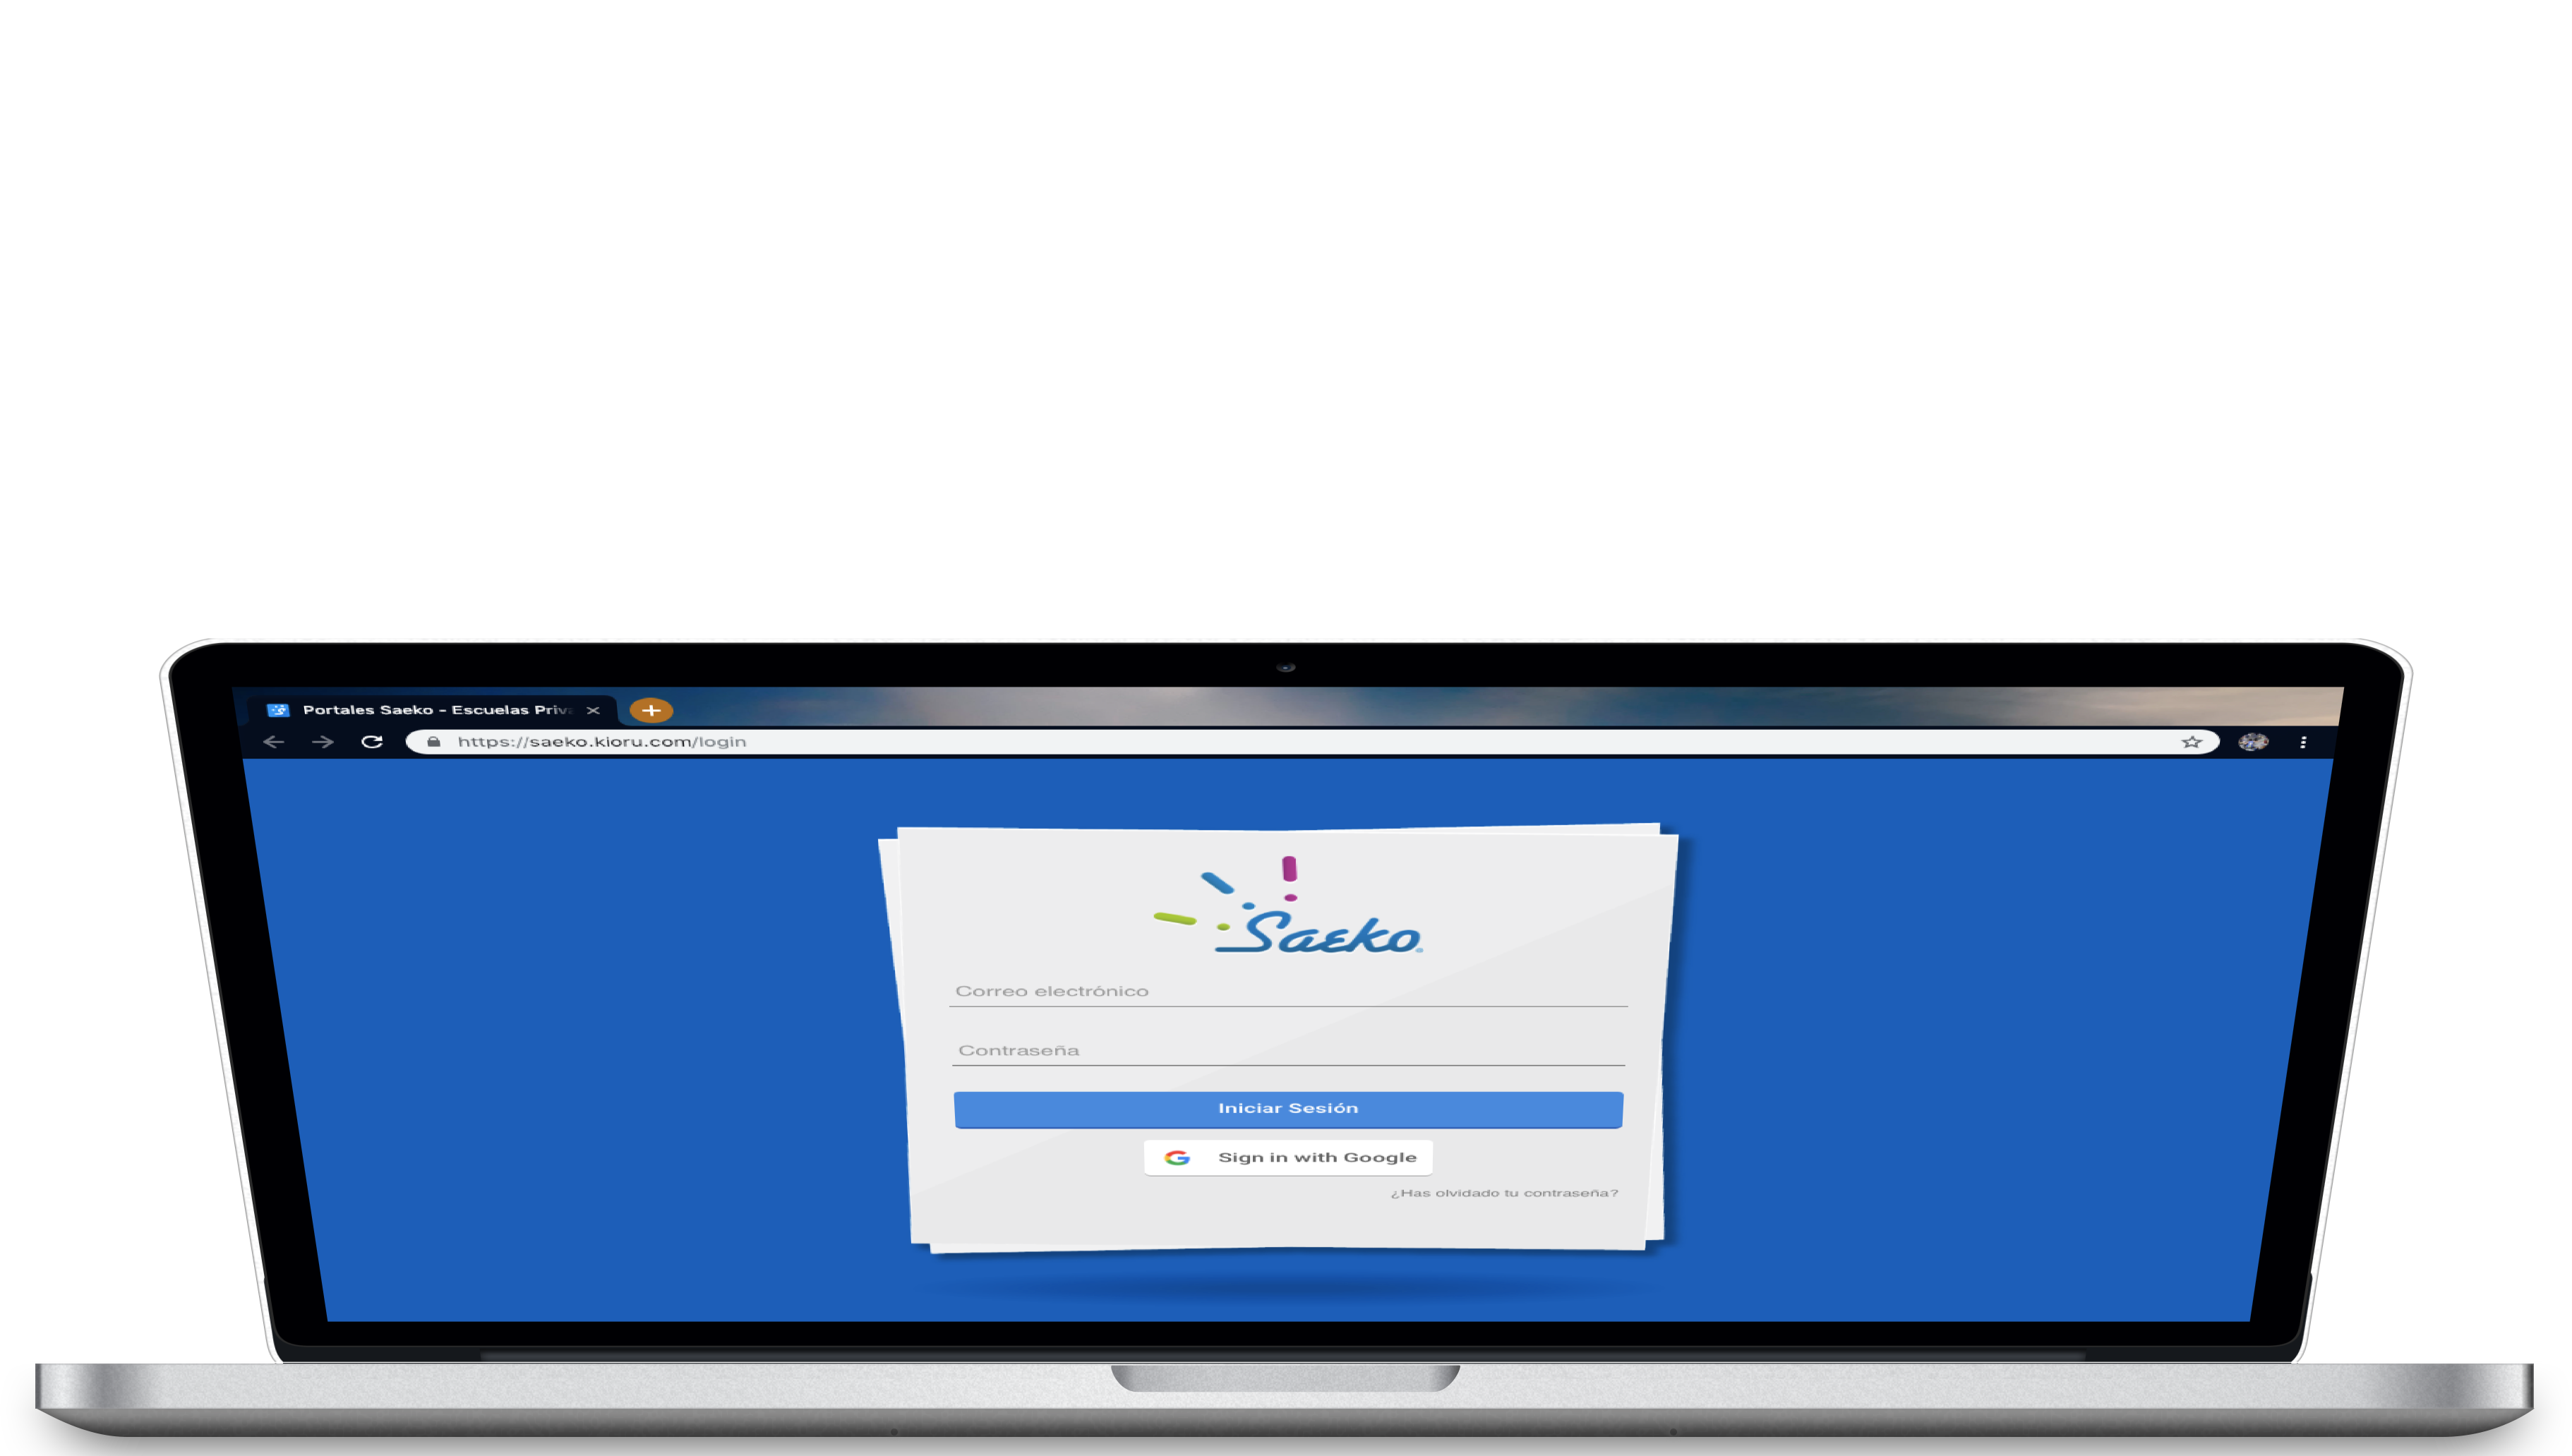 Portales Saeko - Escuelas Priv
https://saeko.kioru.com/login
Saeko
Correo electrónico
Contraseña
Iniciar Sesión
Sign in with Google
¿Has olvidado tu contraseña?